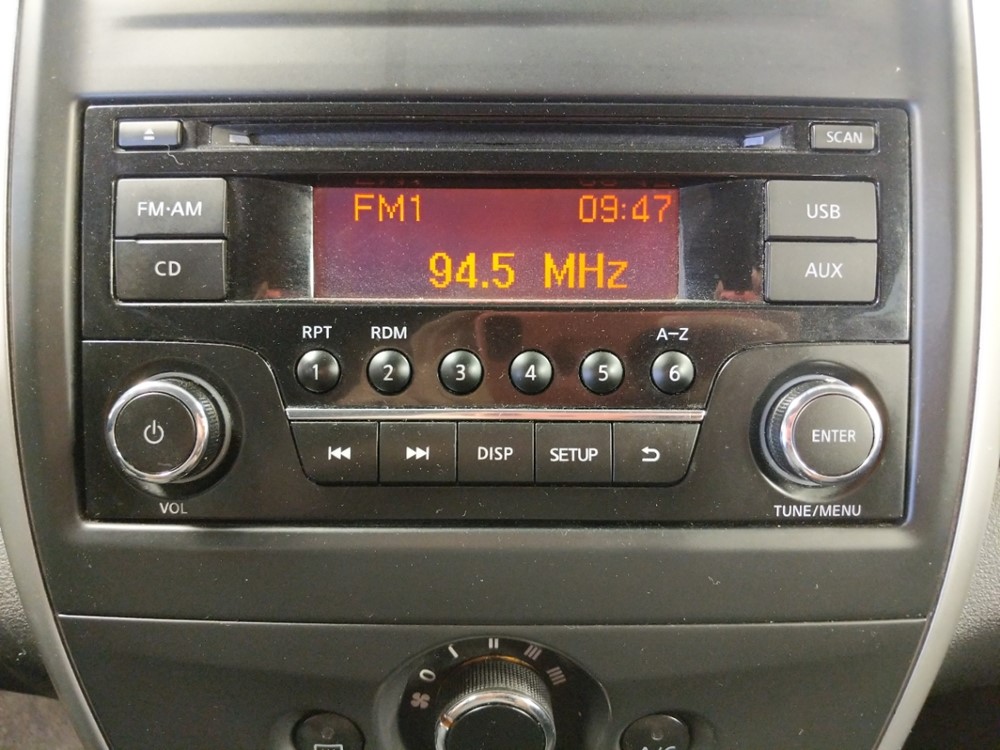 SCAN
FM·AM
FM1 09:47
USB
CD
94.5 MHz
AUX
RPT RDM A-Z
1 2 3 4 5 6
ENTER
DISP SETUP
VOL
TUNE/MENU
0
A/C